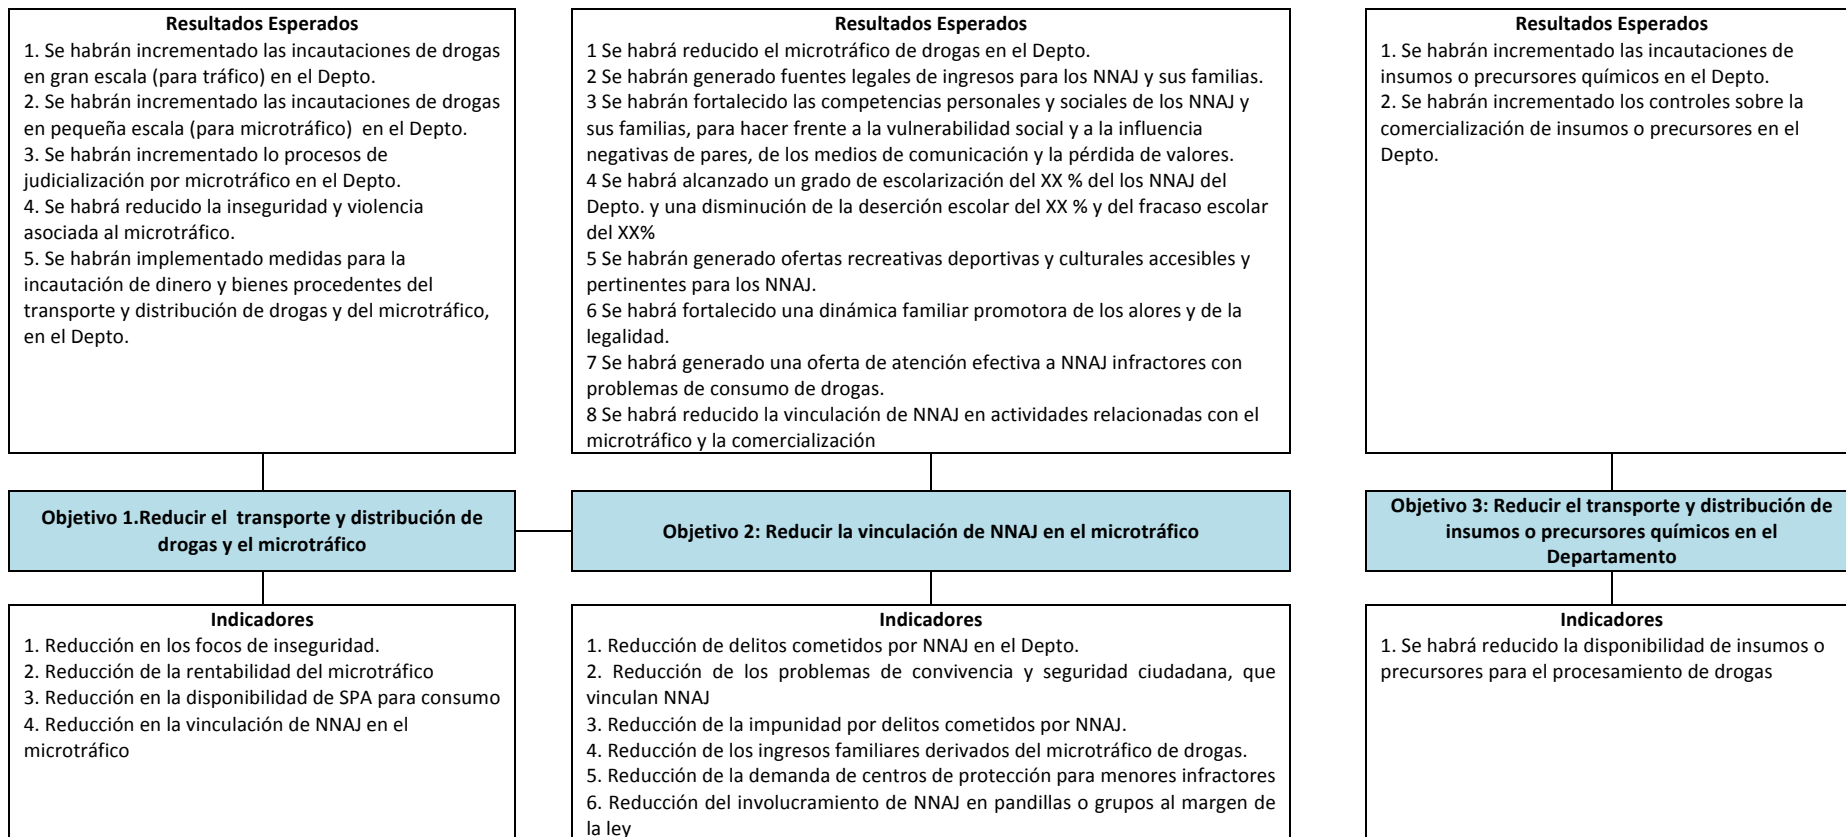 Resultados Esperados
1. Se habrán incrementado las incautaciones de drogas
en gran escala (para tráfico) en el Depto.
2. Se habrán incrementado las incautaciones de drogas
en pequeña escala (para microtráfico)  en el Depto.
3. Se habrán incrementado lo procesos de
judicialización por microtráfico en el Depto.
4. Se habrá reducido la inseguridad y violencia
asociada al microtráfico.
5. Se habrán implementado medidas para la
incautación de dinero y bienes procedentes del
transporte y distribución de drogas y del microtráfico,
en el Depto.
Resultados Esperados
1 Se habrá reducido el microtráfico de drogas en el Depto.
2 Se habrán generado fuentes legales de ingresos para los NNAJ y sus familias.
3 Se habrán fortalecido las competencias personales y sociales de los NNAJ y
sus familias, para hacer frente a la vulnerabilidad social y a la influencia
negativas de pares, de los medios de comunicación y la pérdida de valores.
4 Se habrá alcanzado un grado de escolarización del XX % del los NNAJ del
Depto. y una disminución de la deserción escolar del XX % y del fracaso escolar
del XX%
5 Se habrán generado ofertas recreativas deportivas y culturales accesibles y
pertinentes para los NNAJ.
6 Se habrá fortalecido una dinámica familiar promotora de los alores y de la
legalidad.
7 Se habrá generado una oferta de atención efectiva a NNAJ infractores con
problemas de consumo de drogas.
8 Se habrá reducido la vinculación de NNAJ en actividades relacionadas con el
microtráfico y la comercialización
Resultados Esperados
1. Se habrán incrementado las incautaciones de
insumos o precursores químicos en el Depto.
2. Se habrán incrementado los controles sobre la
comercialización de insumos o precursores en el
Depto.
Objetivo 1.Reducir el  transporte y distribución de
drogas y el microtráfico
Objetivo 2: Reducir la vinculación de NNAJ en el microtráfico
Objetivo 3: Reducir el transporte y distribución de
insumos o precursores químicos en el
Departamento
Indicadores
1. Reducción en los focos de inseguridad.
2. Reducción de la rentabilidad del microtráfico
3. Reducción en la disponibilidad de SPA para consumo
4. Reducción en la vinculación de NNAJ en el
microtráfico
Indicadores
1. Reducción de delitos cometidos por NNAJ en el Depto.
2. Reducción de los problemas de convivencia y seguridad ciudadana, que
vinculan NNAJ
3. Reducción de la impunidad por delitos cometidos por NNAJ.
4. Reducción de los ingresos familiares derivados del microtráfico de drogas.
5. Reducción de la demanda de centros de protección para menores infractores
6. Reducción del involucramiento de NNAJ en pandillas o grupos al margen de
la ley
Indicadores
1. Se habrá reducido la disponibilidad de insumos o
precursores para el procesamiento de drogas